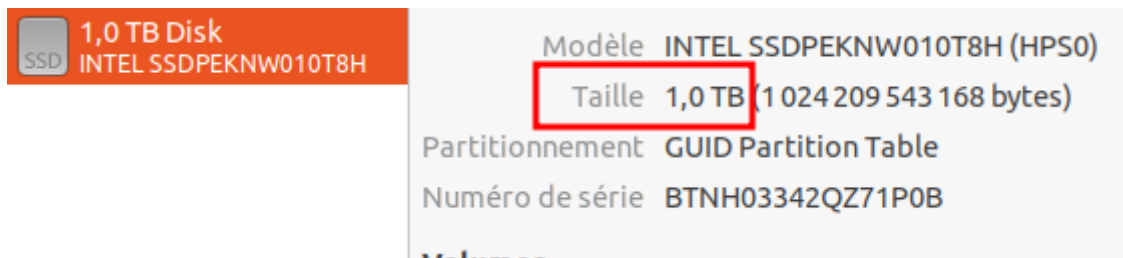 1,0 TB Disk
SSD
INTEL SSDPEKNW010T8H
Modèle INTEL SSDPEKNW010T8H (HPS0)
Taille 1,0 TB (1 024 209 543 168 bytes)
Partitionnement GUID Partition Table
Numéro de série BTNH03342QZ71P0B